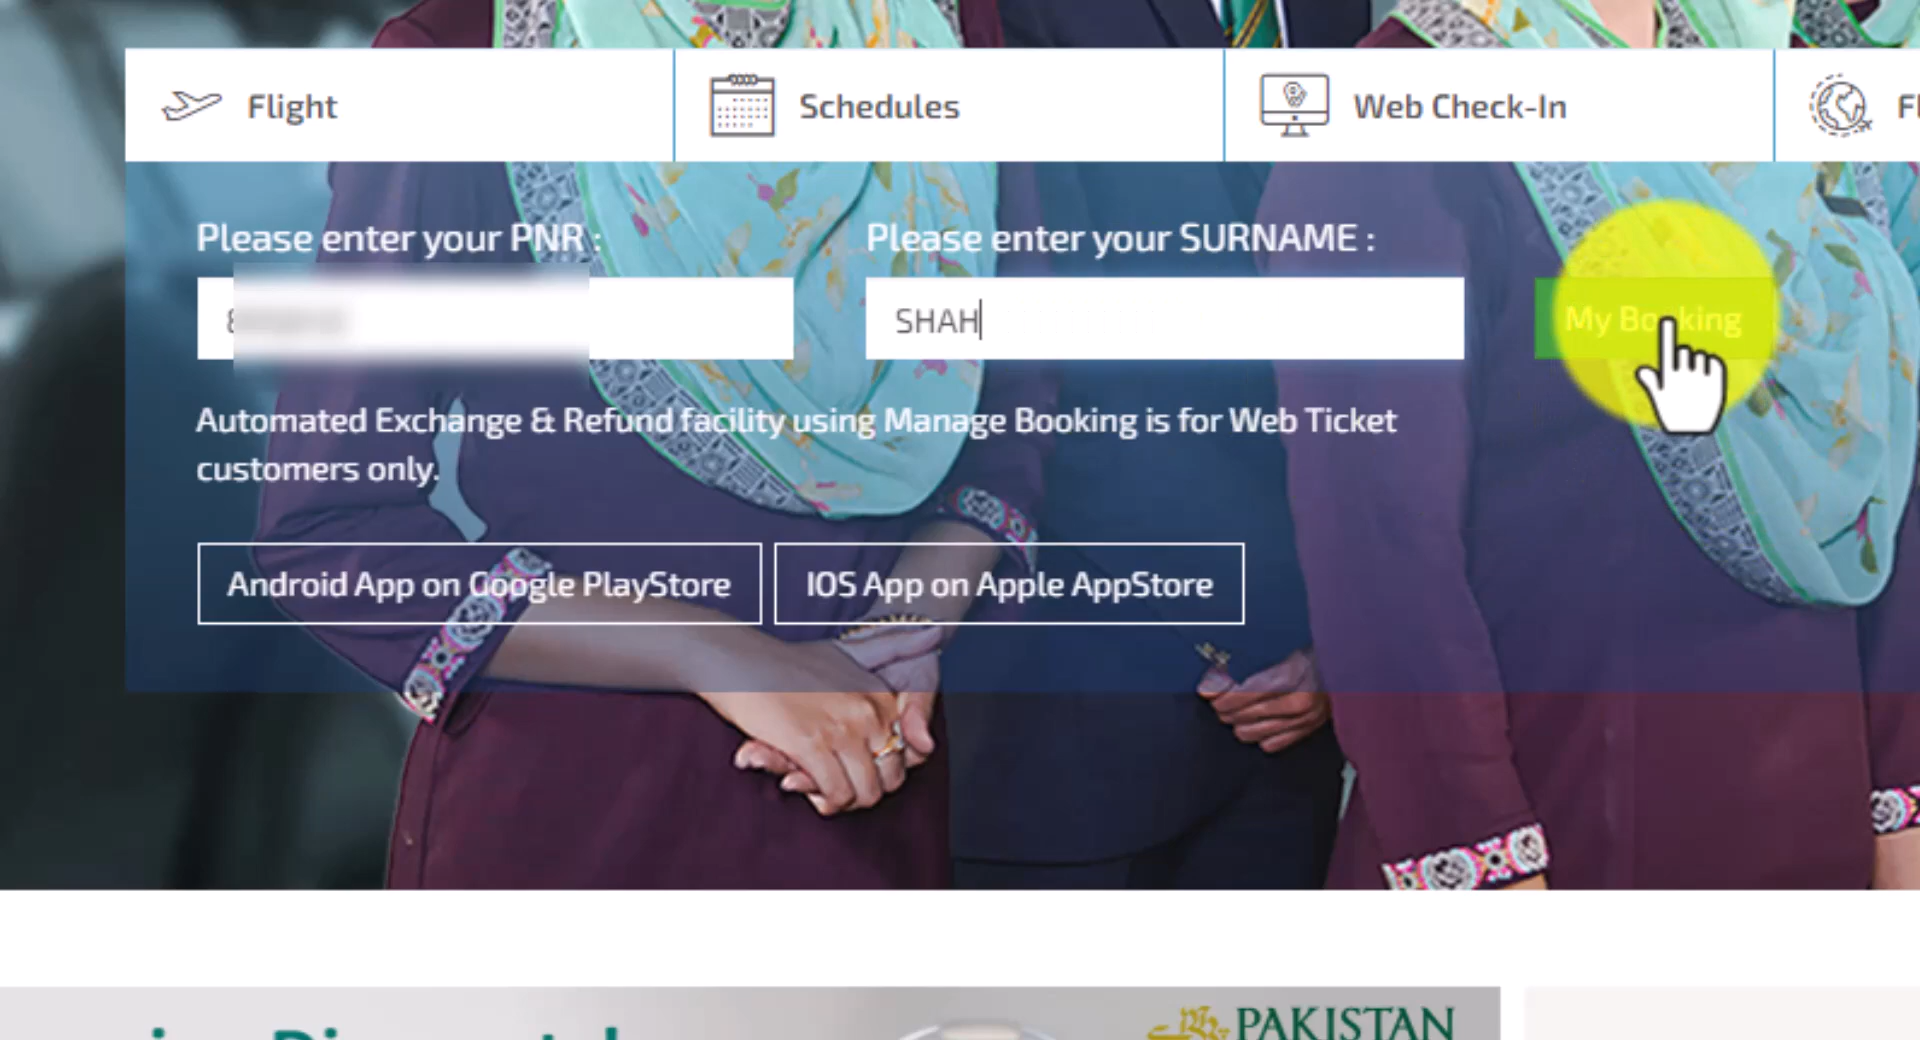 Flight
Schedules
Web Check-In
Please enter your PNR :
Please enter your SURNAME :
SHAH
My Booking
Automated Exchange & Refund facility using Manage Booking is for Web Ticket
customers only.
Android App on Google PlayStore
IOS App on Apple AppStore
PAKISTAN